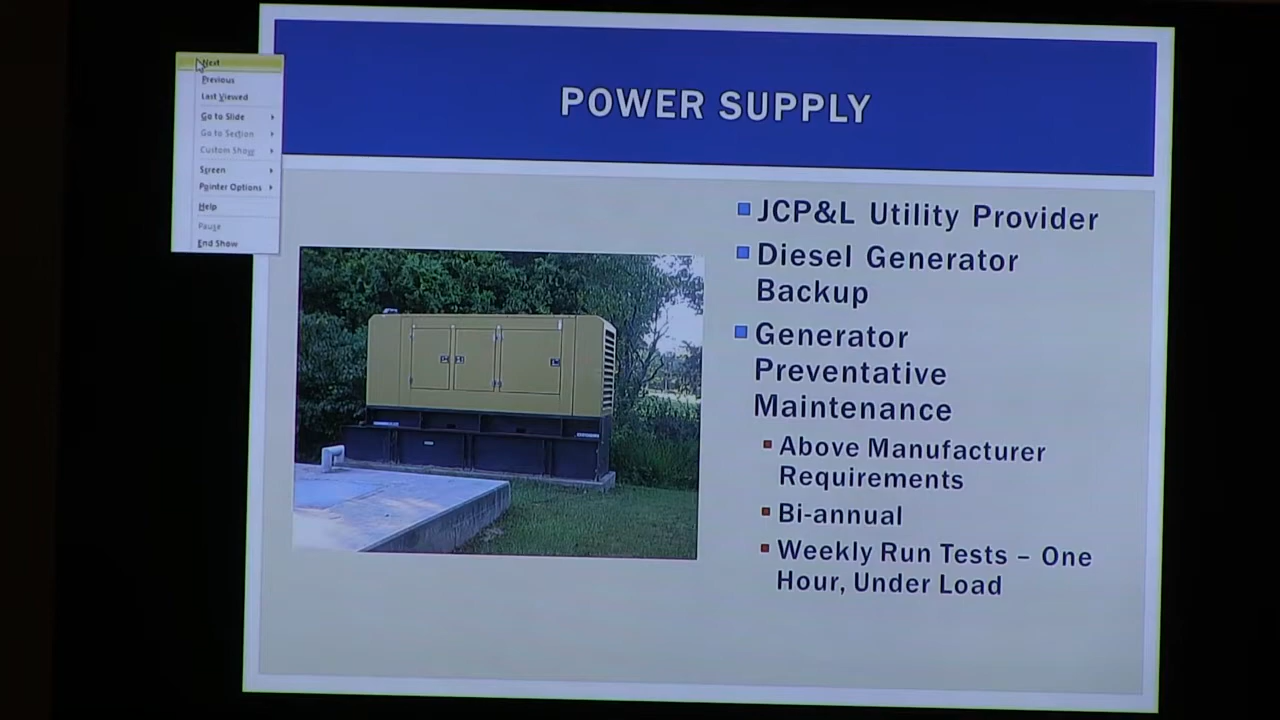 Next
Previous
Last Viewed
Go to Slide
Go to Section
Custom Show
Screen
Pointer Options
Help
Pause
End Show
POWER SUPPLY
JCP&L Utility Provider
Diesel Generator
Backup
Generator
Preventative
Maintenance
Above Manufacturer
Requirements
Bi-annual
Weekly Run Tests – One
Hour, Under Load